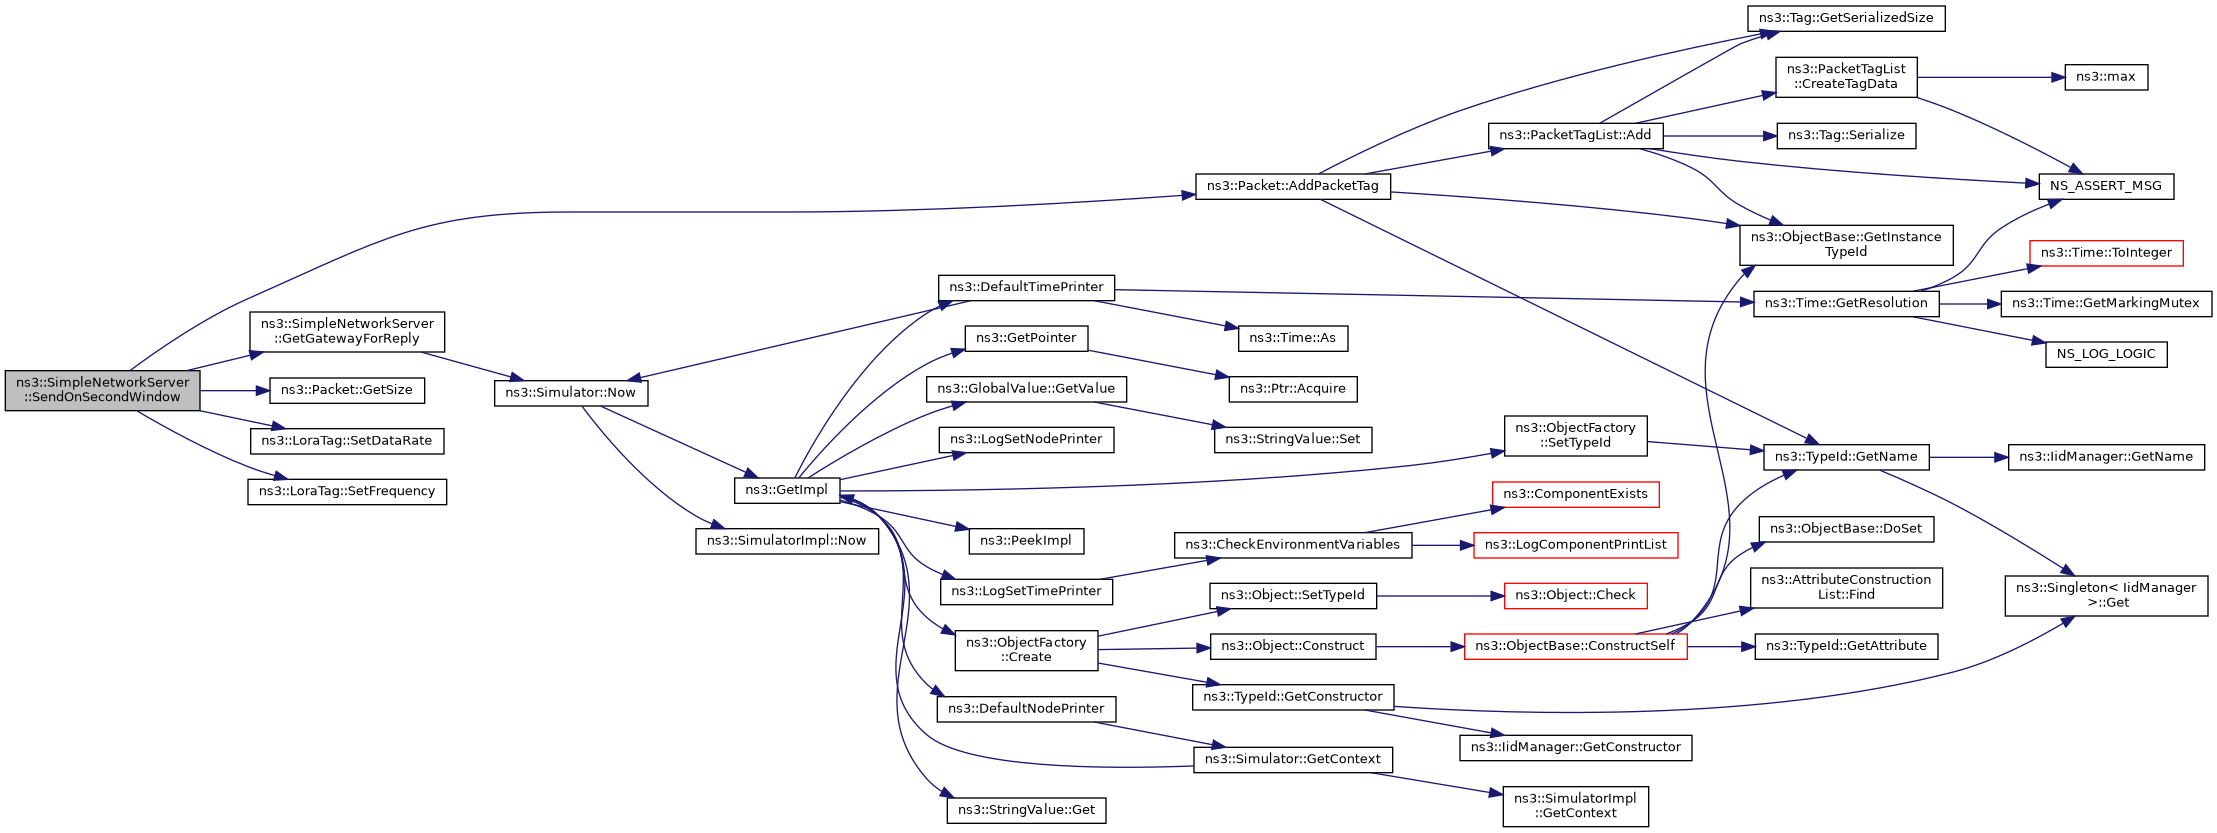 ns3::SimpleNetworkServer
::SendOnSecondWindow
ns3::SimpleNetworkServer
::GetGatewayForReply
ns3::Packet::GetSize
ns3::LoraTag::SetDataRate
ns3::LoraTag::SetFrequency
ns3::Simulator::Now
ns3::GetImpl
ns3::SimulatorImpl::Now
ns3::DefaultTimePrinter
ns3::GetPointer
ns3::GlobalValue::GetValue
ns3::LogSetNodePrinter
ns3::PeekImpl
ns3::LogSetTimePrinter
ns3::ObjectFactory
::Create
ns3::DefaultNodePrinter
ns3::StringValue::Get
ns3::Packet::AddPacketTag
ns3::Time::As
ns3::Ptr::Acquire
ns3::StringValue::Set
ns3::CheckEnvironmentVariables
ns3::Object::SetTypeId
ns3::Object::Construct
ns3::TypeId::GetConstructor
ns3::Simulator::GetContext
ns3::PacketTagList::Add
ns3::ObjectFactory
::SetTypeId
ns3::ComponentExists
ns3::LogComponentPrintList
ns3::Object::Check
ns3::ObjectBase::ConstructSelf
ns3::IidManager::GetConstructor
ns3::SimulatorImpl
::GetContext
ns3::Tag::GetSerializedSize
ns3::PacketTagList
::CreateTagData
ns3::Tag::Serialize
ns3::ObjectBase::GetInstance
TypeId
ns3::Time::GetResolution
ns3::TypeId::GetName
ns3::ObjectBase::DoSet
ns3::AttributeConstruction
List::Find
ns3::TypeId::GetAttribute
ns3::max
NS_ASSERT_MSG
ns3::Time::ToInteger
ns3::Time::GetMarkingMutex
NS_LOG_LOGIC
ns3::IidManager::GetName
ns3::Singleton< IidManager
>::Get